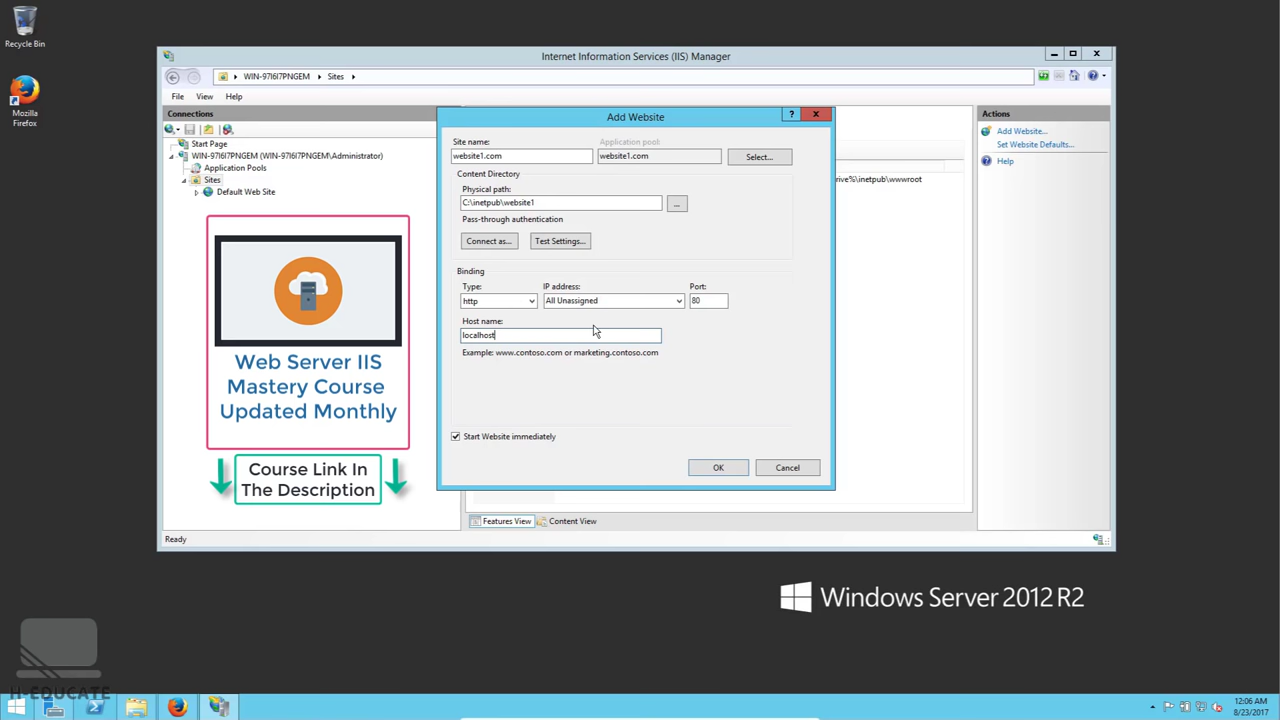 Recycle Bin
Mozilla
Firefox
Internet Information Services (IIS) Manager
WIN-97I6I7PNGEM
Sites
File
View
Help
Connections
Start Page
WIN-97I6I7PNGEM (WIN-97I6I7PNGEM\Administrator)
Application Pools
Sites
Default Web Site
Web Server IIS
Mastery Course
Updated Monthly
Course Link In
The Description
Add Website
?
Site name:
Application pool:
website1.com
website1.com
Select...
Content Directory
Physical path:
C:\inetpub\website1
...
Pass-through authentication
Connect as...
Test Settings...
Binding
Type:
IP address:
Port:
http
All Unassigned
80
Host name:
localhost
Example: www.contoso.com or marketing.contoso.com
Start Website immediately
OK
Cancel
rive%\inetpub\wwwroot
Actions
Add Website...
Set Website Defaults...
Help
Features View
Content View
Ready
Windows Server 2012 R2
H-EDUCATE
12:06 AM
8/23/2017